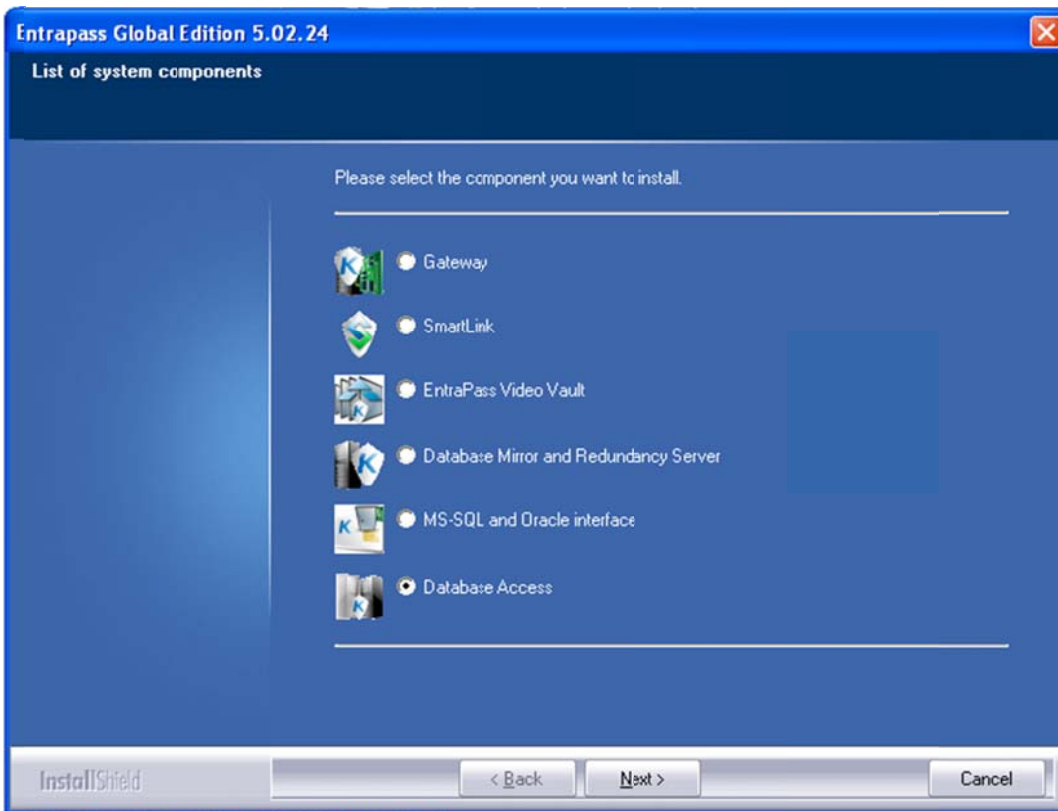 Entrapass Global Edition 5.02.24
List of system components
Please select the component you want to install.
Gateway
SmartLink
EntraPass Video Vault
Database Mirror and Redundancy Server
MS-SQL and Oracle interface
Database Access
InstallShield
< Back
Next >
Cancel